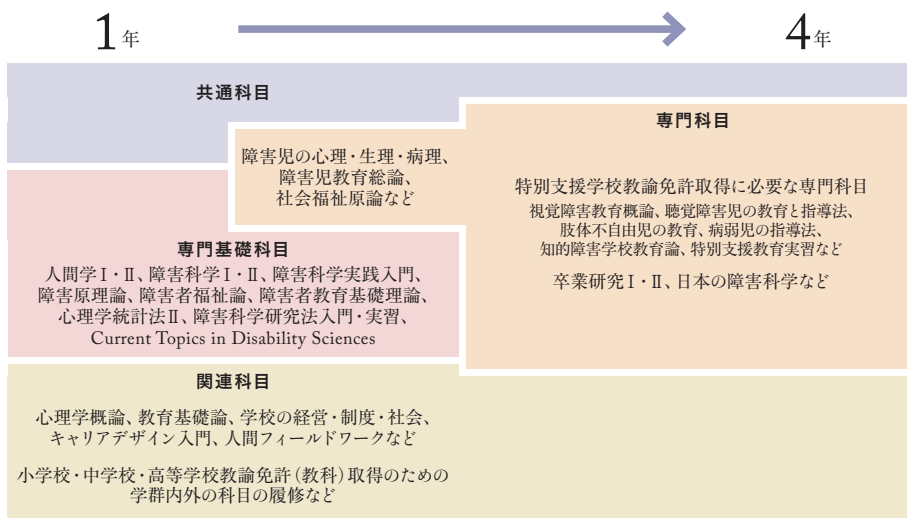 1年
4年
共通科目
障害児の心理・生理・病理、
障害児教育総論、
社会福祉原論など
専門科目
特別支援学校教諭免許取得に必要な専門科目
視覚障害教育概論、聴覚障害児の教育と指導法、
肢体不自由児の教育、病弱児の指導法、
知的障害学校教育論、特別支援教育実習など
卒業研究Ⅰ・Ⅱ、日本の障害科学など
専門基礎科目
人間学Ⅰ・Ⅱ、障害科学Ⅰ・Ⅱ、障害科学実践入門、
障害原理論、障害者福祉論、障害者教育基礎理論、
心理学統計法Ⅱ、障害科学研究法入門・実習、
Current Topics in Disability Sciences
関連科目
心理学概論、教育基礎論、学校の経営・制度・社会、
キャリアデザイン入門、人間フィールドワークなど
小学校・中学校・高等学校教諭免許（教科）取得のための
学群内外の科目の履修など